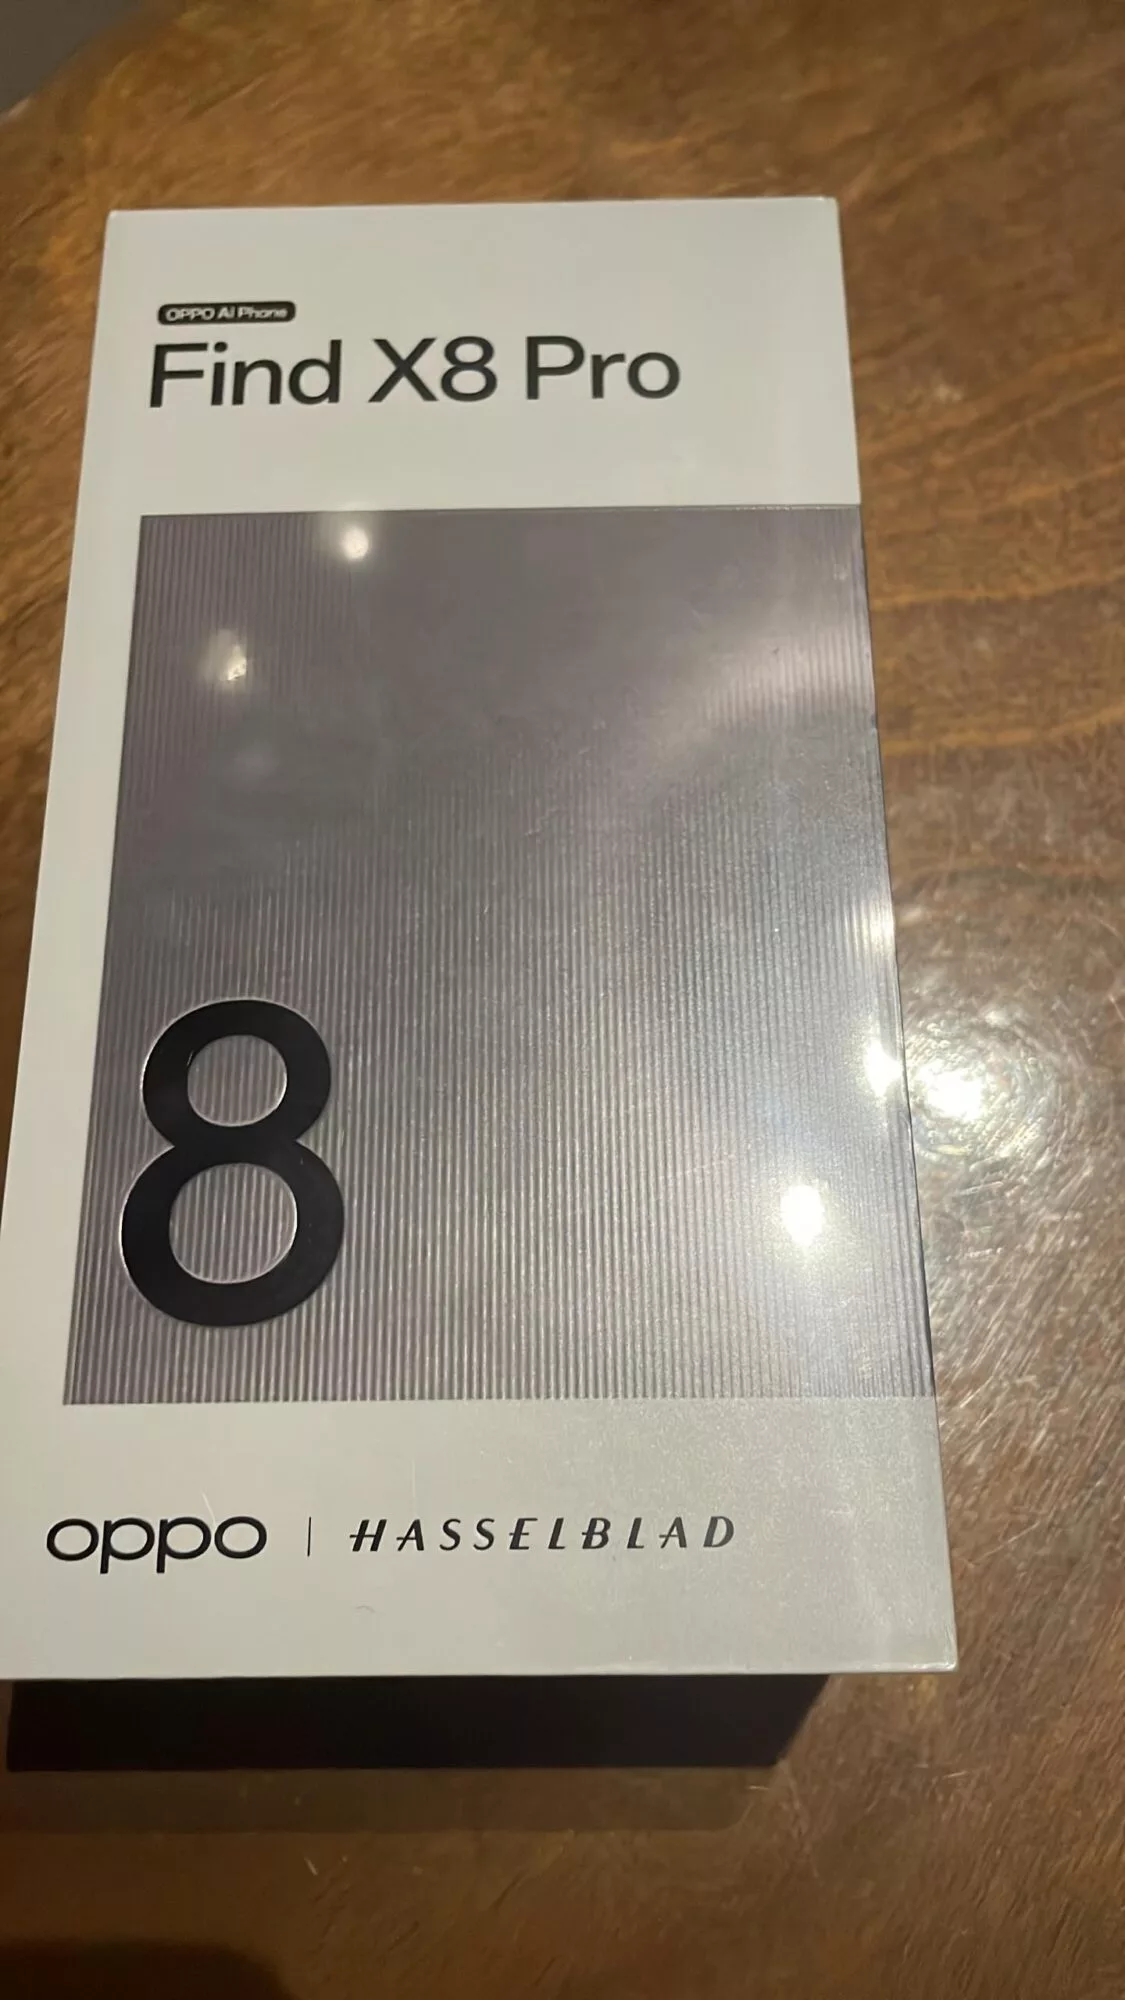 OPPO AI Phone
Find X8 Pro
8
oppo | HASSELBLAD